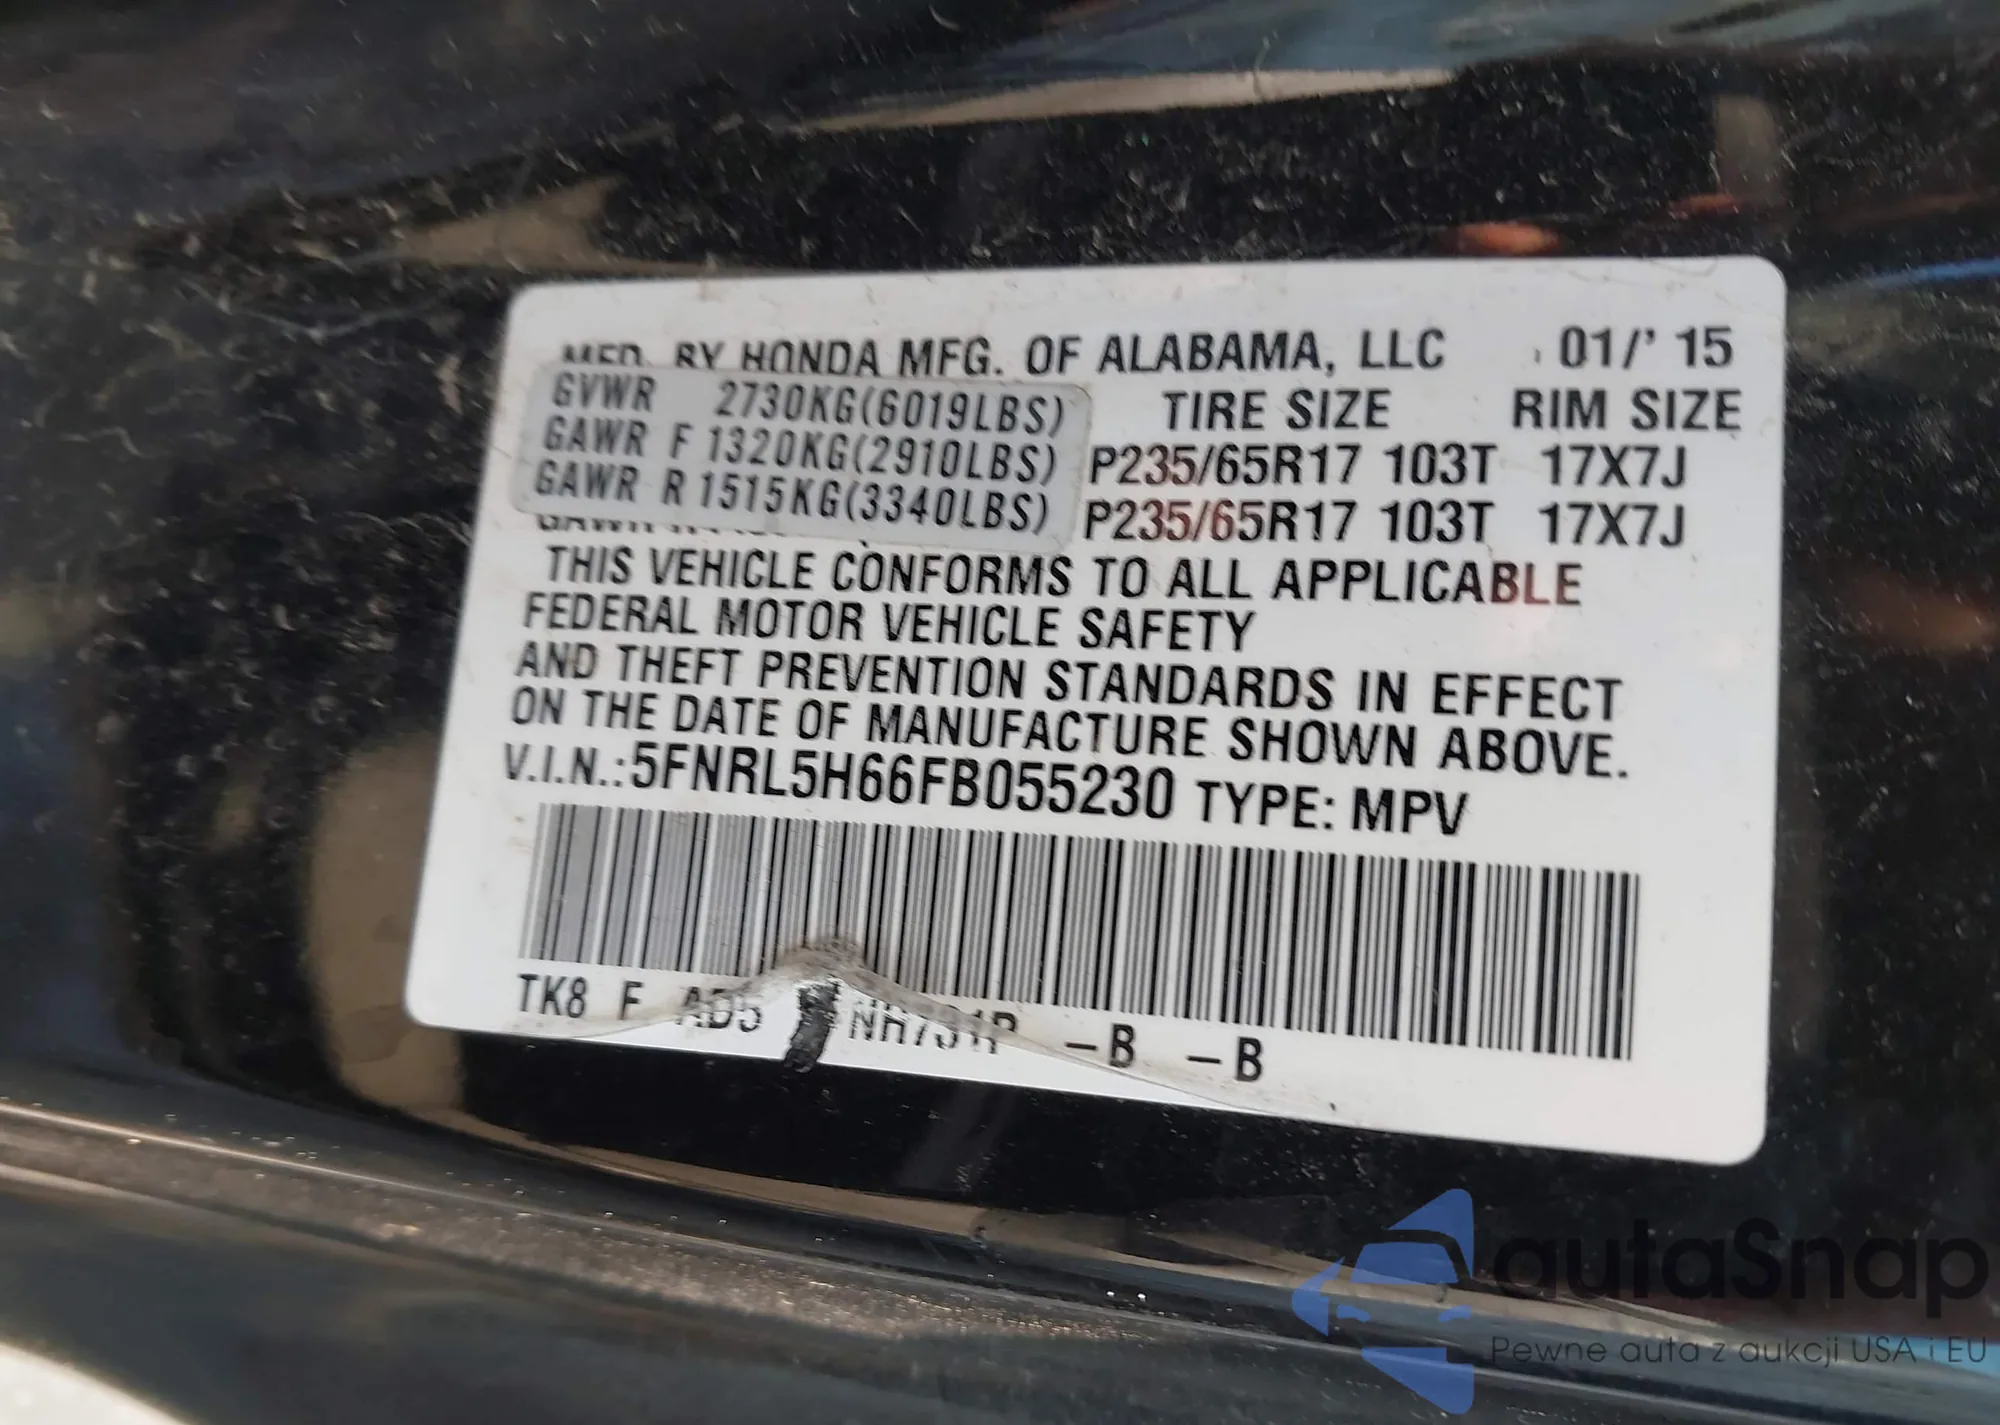 MFD. BY HONDA MFG. OF ALABAMA, LLC 01/' 15
GVWR 2730KG(6019LBS) TIRE SIZE RIM SIZE
GAWR F 1320KG(2910LBS) P235/65R17 103T 17X7J
GAWR R 1515KG(3340LBS) P235/65R17 103T 17X7J
THIS VEHICLE CONFORMS TO ALL APPLICABLE
FEDERAL MOTOR VEHICLE SAFETY
AND THEFT PREVENTION STANDARDS IN EFFECT
ON THE DATE OF MANUFACTURE SHOWN ABOVE.
V.I.N.:5FNRL5H66FB055230 TYPE: MPV
TK8 F AD5 NH731P -B -B
autaSnap
Pewne auta z aukcji USA i EU